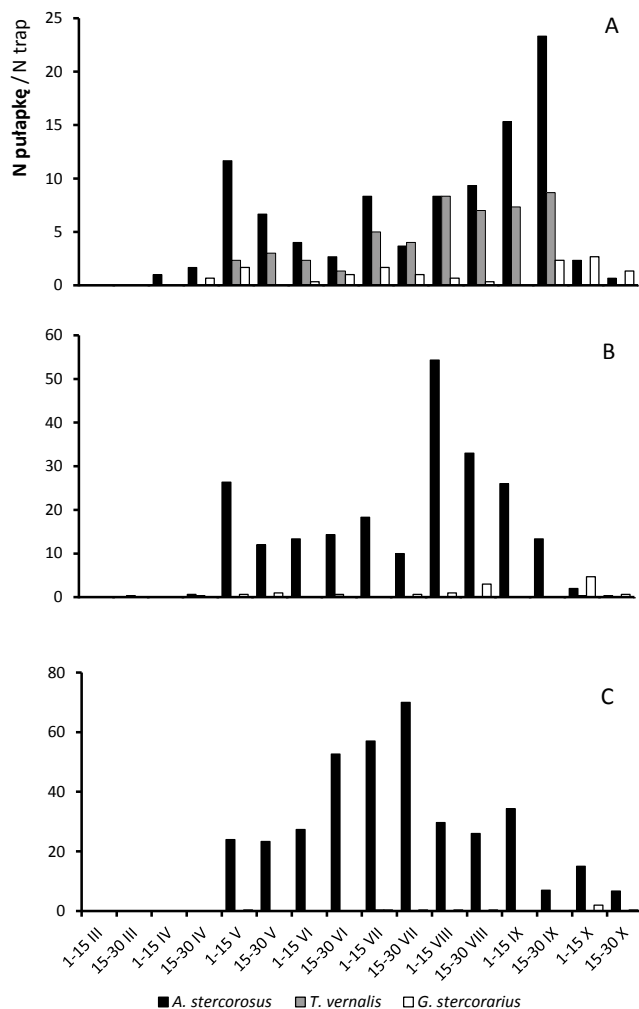 N pułapkę / N trap
A
25
20
15
10
5
0
B
60
50
40
30
20
10
0
C
80
60
40
20
0
1-15 III
15-30 III
1-15 IV
15-30 IV
1-15 V
15-30 V
1-15 VI
15-30 VI
1-15 VII
15-30 VII
1-15 VIII
15-30 VIII
1-15 IX
15-30 IX
1-15 X
15-30 X
A. stercorosus T. vernalis G. stercorarius